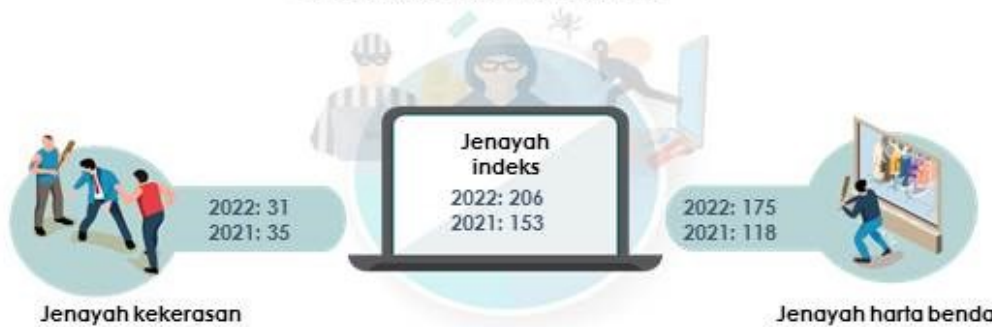 Jenayah
indeks
2022: 206
2021: 153
2022: 31
2021: 35
2022: 175
2021: 118
Jenayah kekerasan
Jenayah harta benda